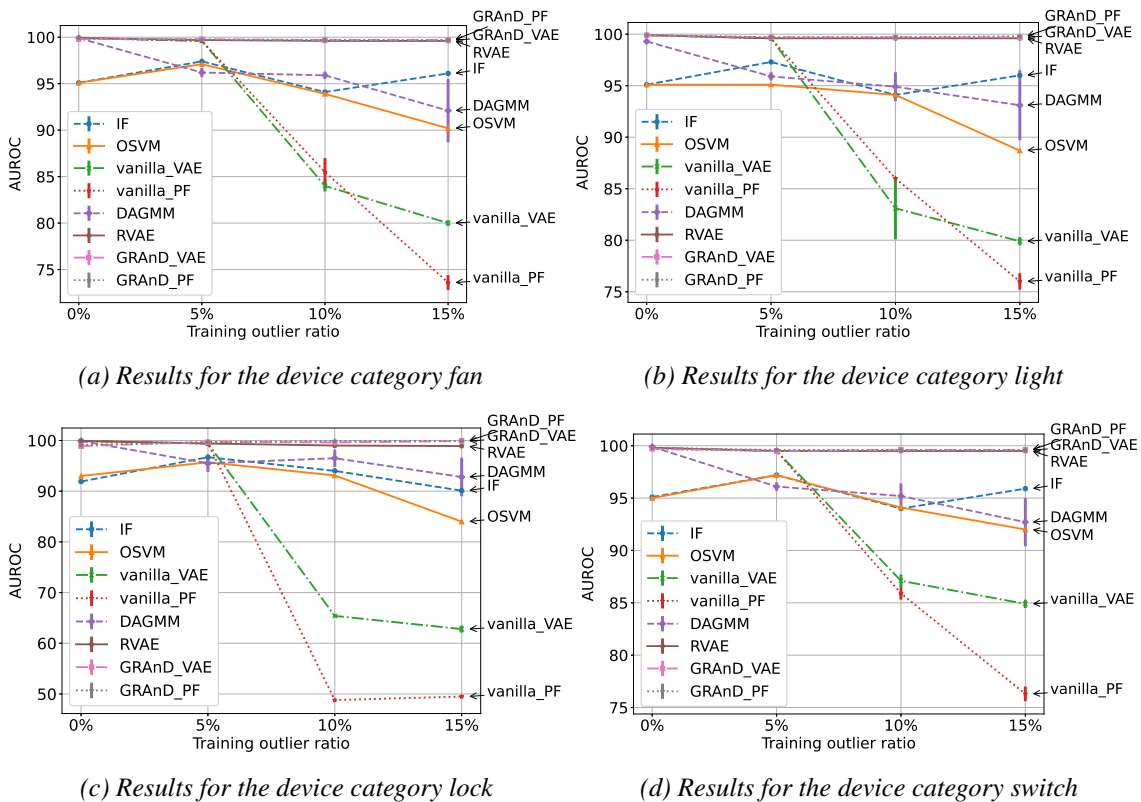 GRAnD_PF
GRAnD_VAE
RVAE
IF
DAGMM
OSVM
vanilla_VAE
vanilla_PF
100
95
90
85
80
75
AUROC
IF
OSVM
vanilla_VAE
vanilla_PF
DAGMM
RVAE
GRAnD_VAE
GRAnD_PF
0% 5% 10% 15%
Training outlier ratio
(a) Results for the device category fan
GRAnD_PF
GRAnD_VAE
RVAE
IF
DAGMM
OSVM
vanilla_VAE
vanilla_PF
100
95
90
85
80
75
AUROC
IF
OSVM
vanilla_VAE
vanilla_PF
DAGMM
RVAE
GRAnD_VAE
GRAnD_PF
0% 5% 10% 15%
Training outlier ratio
(b) Results for the device category light
GRAnD_PF
GRAnD_VAE
RVAE
DAGMM
IF
OSVM
vanilla_VAE
vanilla_PF
100
90
80
70
60
50
AUROC
IF
OSVM
vanilla_VAE
vanilla_PF
DAGMM
RVAE
GRAnD_VAE
GRAnD_PF
0% 5% 10% 15%
Training outlier ratio
(c) Results for the device category lock
GRAnD_PF
GRAnD_VAE
RVAE
IF
DAGMM
OSVM
vanilla_VAE
vanilla_PF
100
95
90
85
80
75
AUROC
IF
OSVM
vanilla_VAE
vanilla_PF
DAGMM
RVAE
GRAnD_VAE
GRAnD_PF
0% 5% 10% 15%
Training outlier ratio
(d) Results for the device category switch